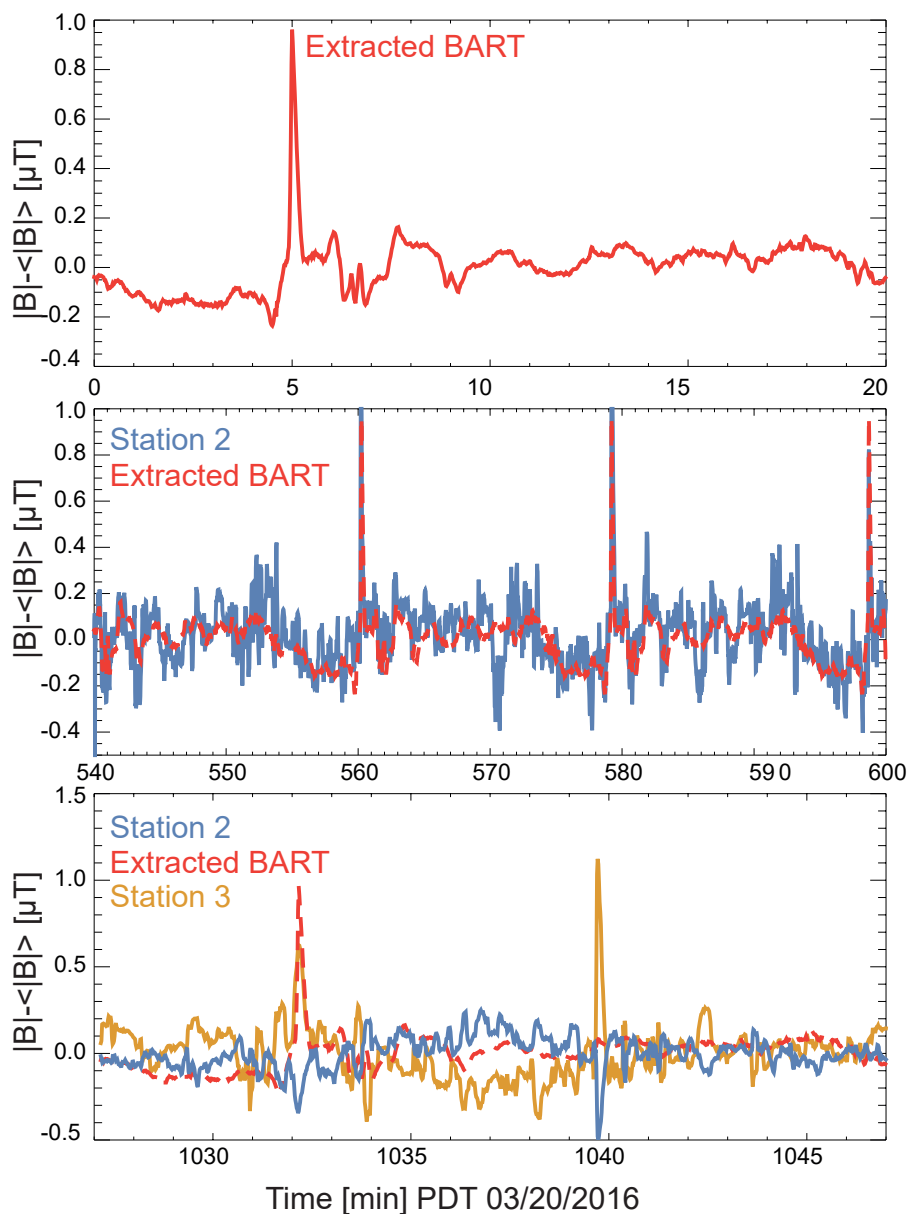 Extracted BART
|B|-<|B|> [µT]
1.0
0.8
0.6
0.4
0.2
0.0
-0.2
-0.4
0 5 10 15 20
Station 2
Extracted BART
|B|-<|B|> [µT]
1.0
0.8
0.6
0.4
0.2
0.0
-0.2
-0.4
540 550 560 570 580 590 600
Station 2
Extracted BART
Station 3
|B|-<|B|> [µT]
1.5
1.0
0.5
0.0
-0.5
1030 1035 1040 1045
Time [min] PDT 03/20/2016